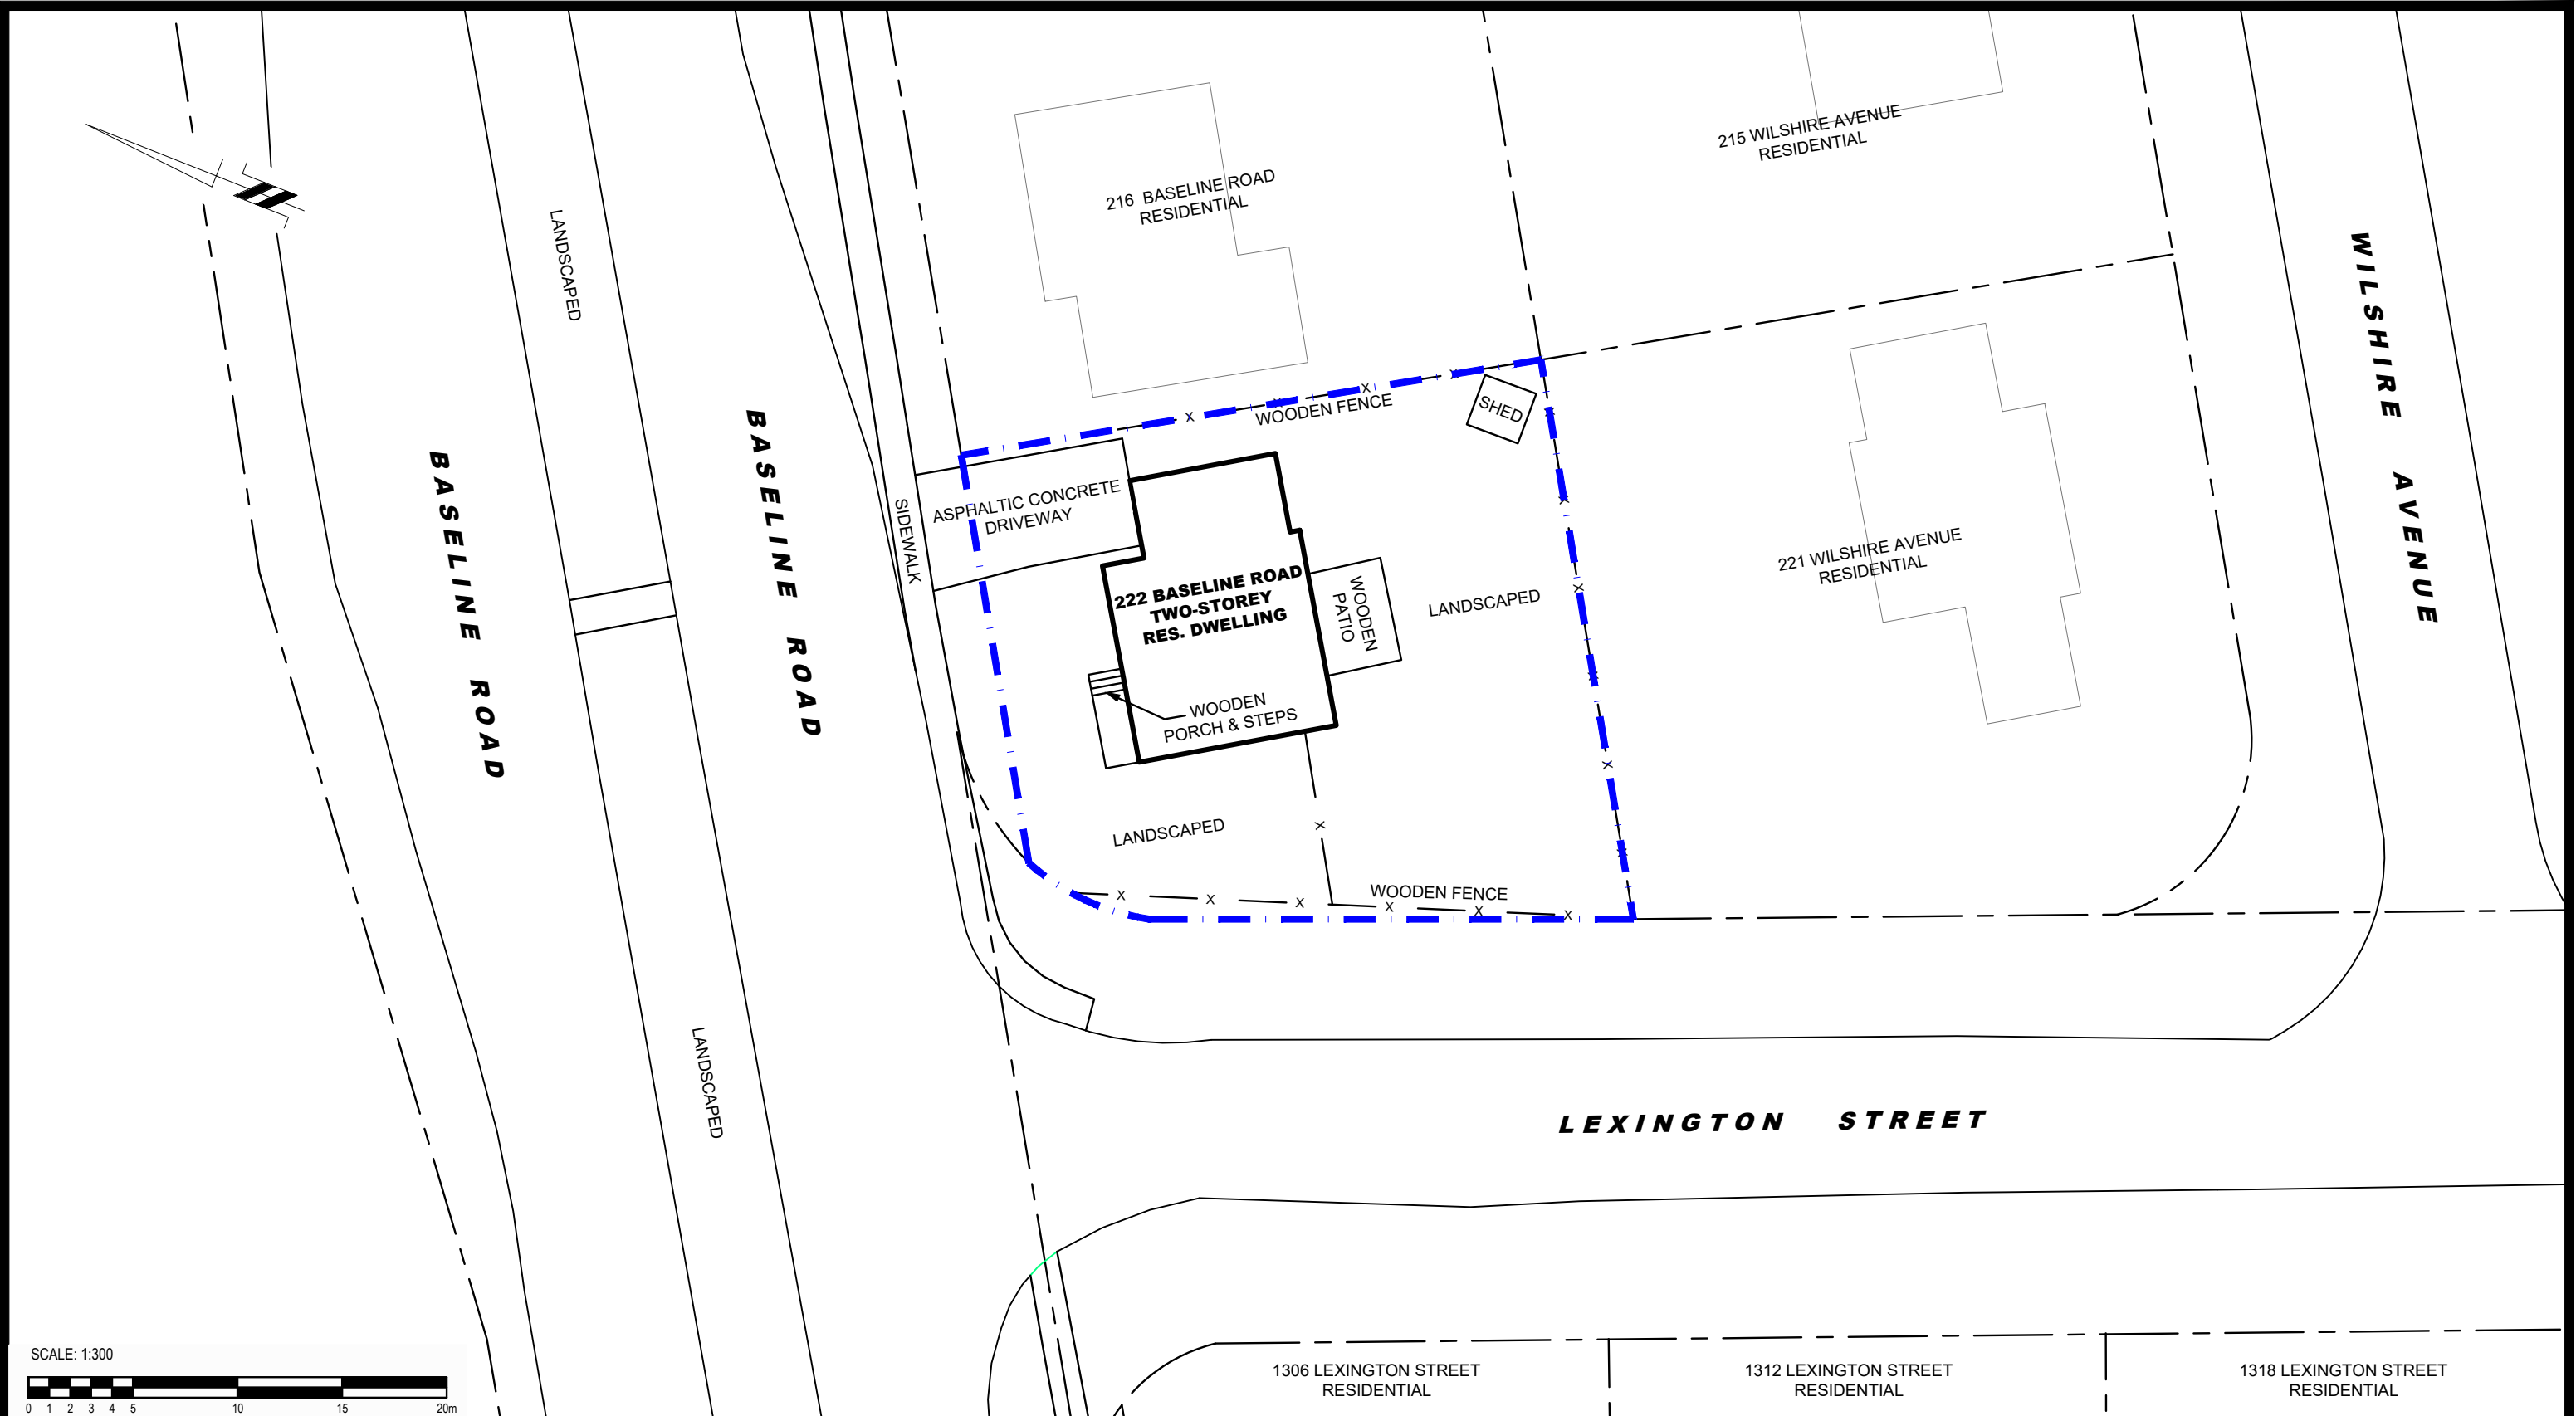 215 WILSHIRE AVENUE
RESIDENTIAL
216 BASELINE ROAD
RESIDENTIAL
LANDSCAPED
WILSHIRE AVENUE
BASELINE ROAD
BASELINE ROAD
X X X X
WOODEN FENCE
SHED
SIDEWALK
ASPHALTIC CONCRETE
DRIVEWAY
222 BASELINE ROAD
TWO-STOREY
RES. DWELLING
WOODEN
PATIO
LANDSCAPED
221 WILSHIRE AVENUE
RESIDENTIAL
X X X X X X
WOODEN
PORCH & STEPS
LANDSCAPED
X
WOODEN FENCE
X X X X X X
LANDSCAPED
LEXINGTON STREET
SCALE: 1:300
0 1 2 3 4 5 10 15 20m
1306 LEXINGTON STREET
RESIDENTIAL
1312 LEXINGTON STREET
RESIDENTIAL
1318 LEXINGTON STREET
RESIDENTIAL